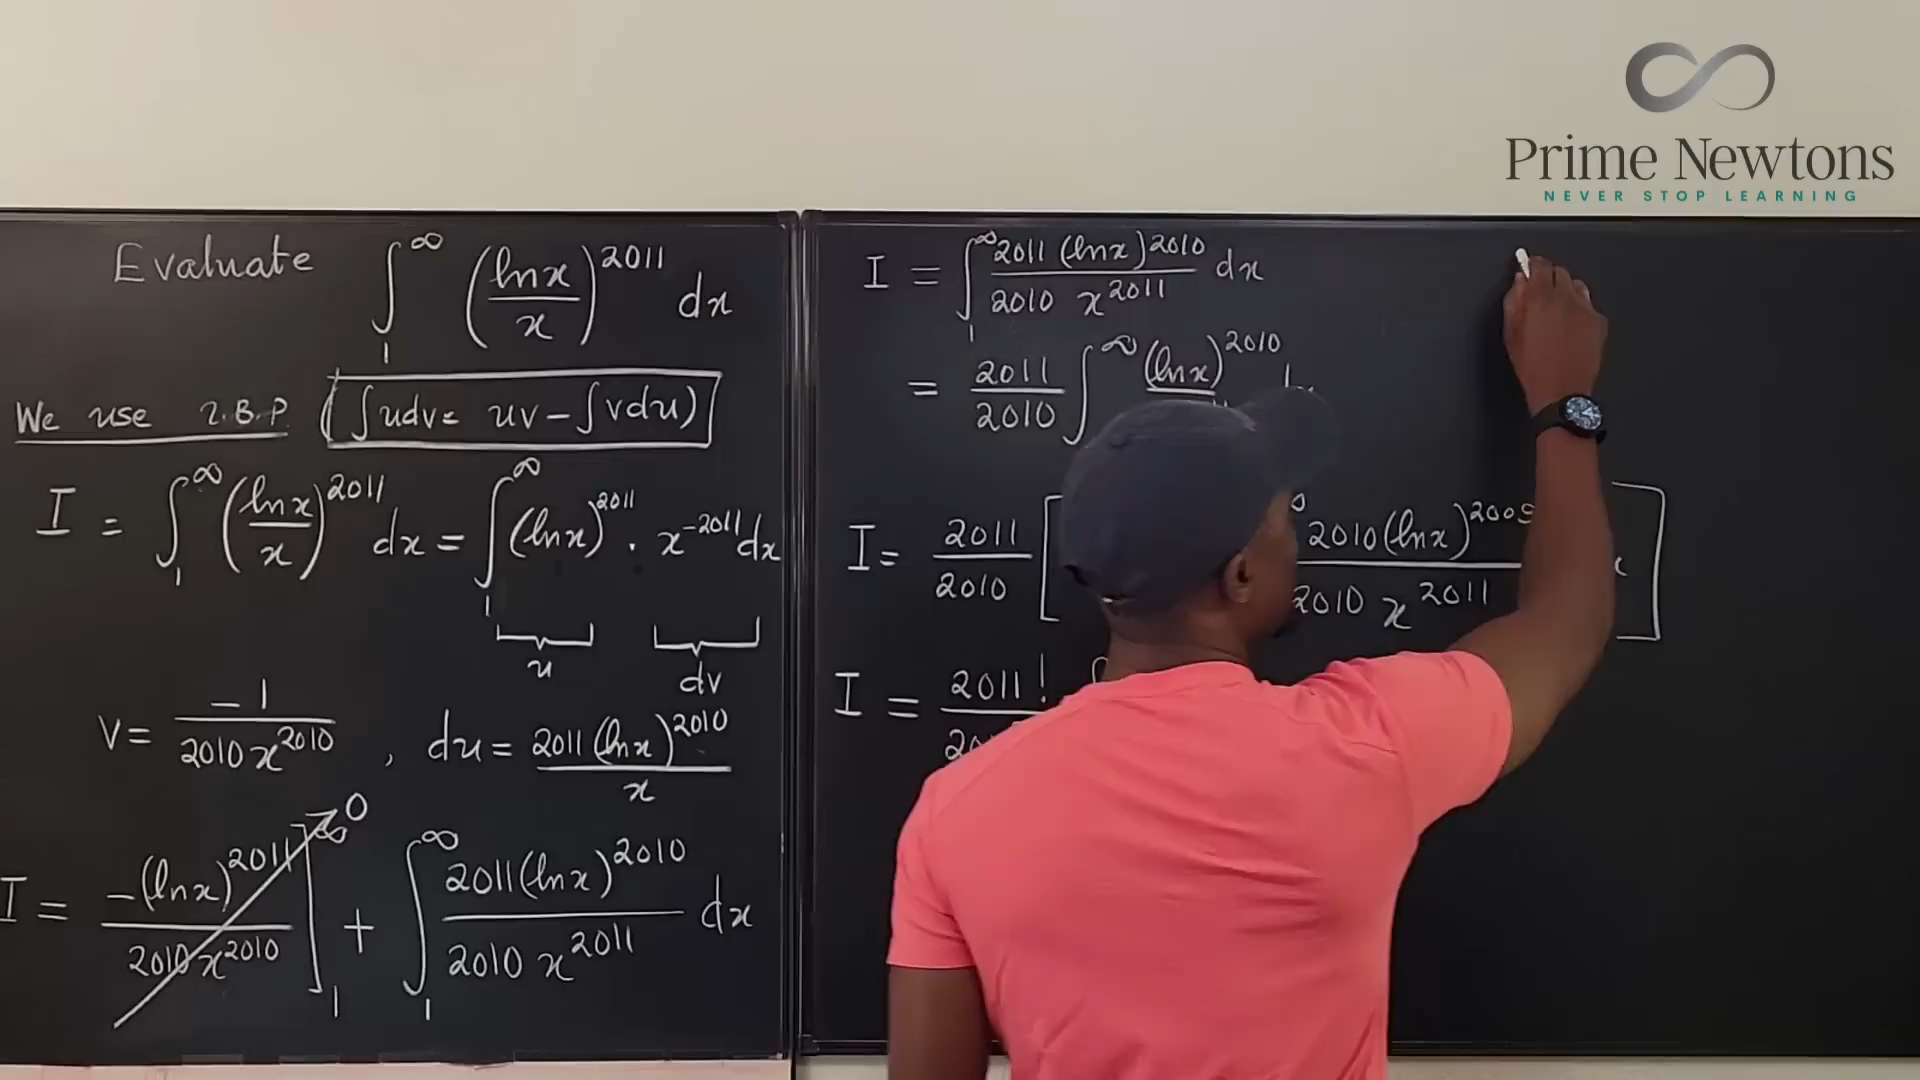 Prime Newtons
NEVER STOP LEARNING
Evaluate ∫₁^∞ (lnx/x)^2011 dx
We use I.B.P. (∫udv = uv − ∫vdu)
I = ∫₁^∞ (lnx/x)^2011 dx = ∫₁^∞ (lnx)^2011 · x^−2011 dx
u dv
v = −1/2010x^2010 , du = 2011(lnx)^2010/x
I = −(lnx)^2011/2010x^2010]₁^∞ 0 + ∫₁^∞ 2011(lnx)^2010/2010 x^2011 dx
I = ∫₁^∞ 2011(lnx)^2010/2010 x^2011 dx
= 2011/2010 ∫^∞ (lnx)^2010
I = 2011/2010 [ 2010(lnx)^2009/2010 x^2011 ]
I = 2011!